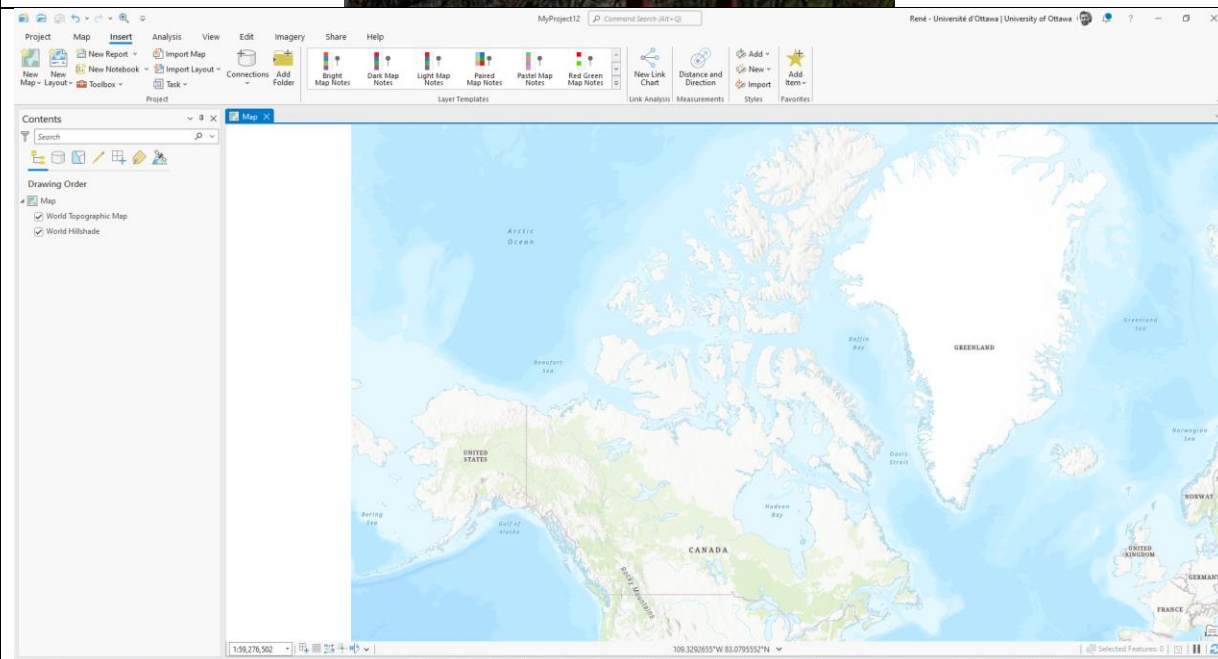 MyProject12
Command Search (Alt+Q)
René - Université d'Ottawa | University of Ottawa
?
Project Map Insert Analysis View Edit Imagery Share Help
New Map
New Layout
New Report
New Notebook
Toolbox
Import Map
Import Layout
Task
Connections
Add Folder
Bright Map Notes
Dark Map Notes
Light Map Notes
Paired Map Notes
Pastel Map Notes
Red Green Map Notes
New Link Chart
Distance and Direction
Add
New
Import
Add Item
Project
Layer Templates
Link Analysis
Measurements
Styles
Favorites
Contents
Search
Drawing Order
Map
World Topographic Map
World Hillshade
Map
Arctic
Ocean
Greenland
Sea
Baffin
Bay
GREENLAND
Beaufort
Sea
Norwegian
Sea
UNITED
STATES
Davis
Strait
NORWAY
Bering
Sea
Gulf of
Alaska
Hudson
Bay
CANADA
UNITED
KINGDOM
Rocky Mountains
GERMANY
FRANCE
1:59,276,502
109.3292655°W 83.0795552°N
Selected Features: 0